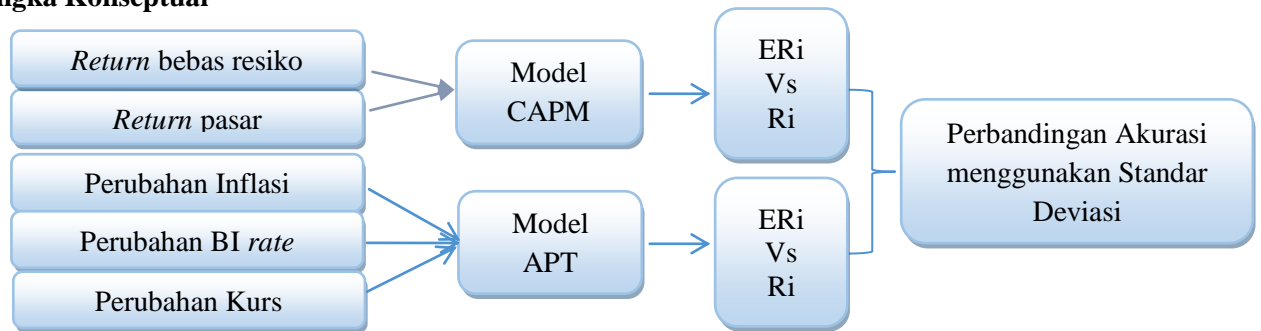 ngka Konseptual
Return bebas resiko
Return pasar
Perubahan Inflasi
Perubahan BI rate
Perubahan Kurs
Model
CAPM
Model
APT
ERi
Vs
Ri
ERi
Vs
Ri
Perbandingan Akurasi
menggunakan Standar
Deviasi